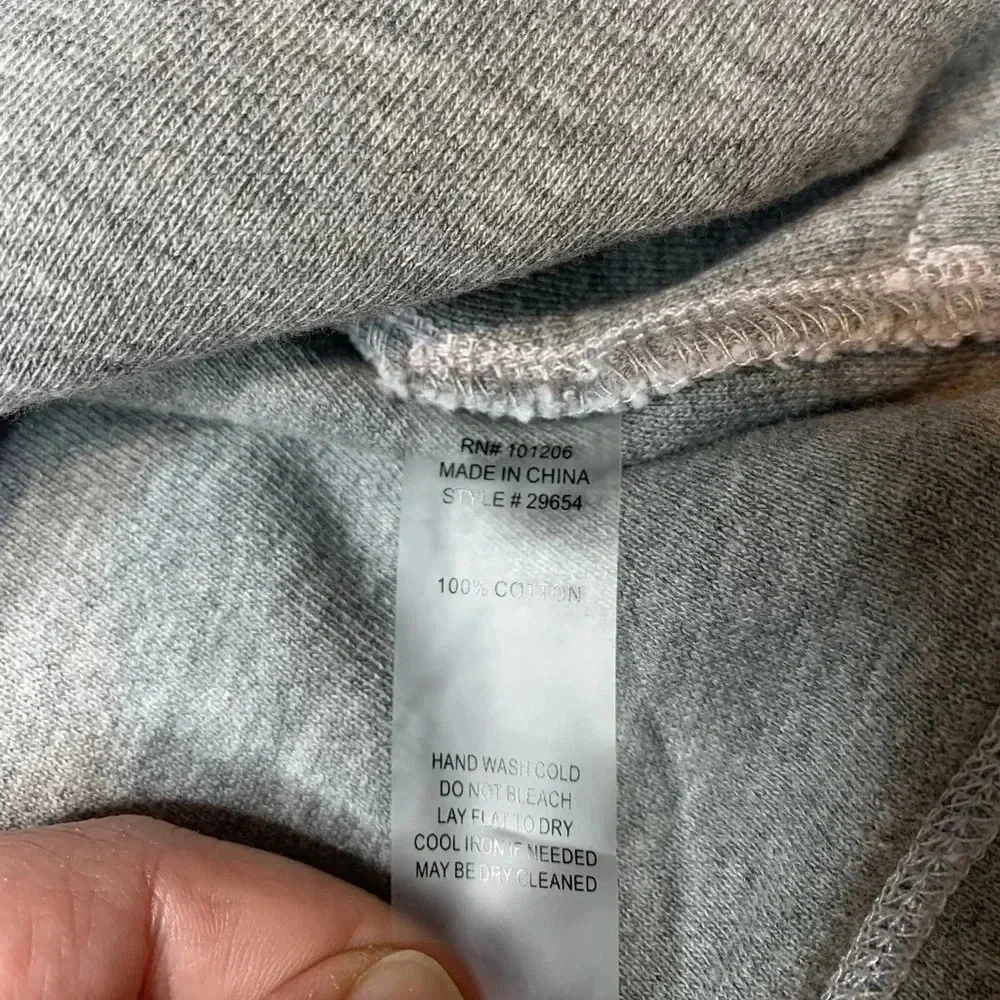 RN# 101206
MADE IN CHINA
STYLE # 29654
100% COTTON
HAND WASH COLD
DO NOT BLEACH
LAY FLAT TO DRY
COOL IRON IF NEEDED
MAY BE DRY CLEANED